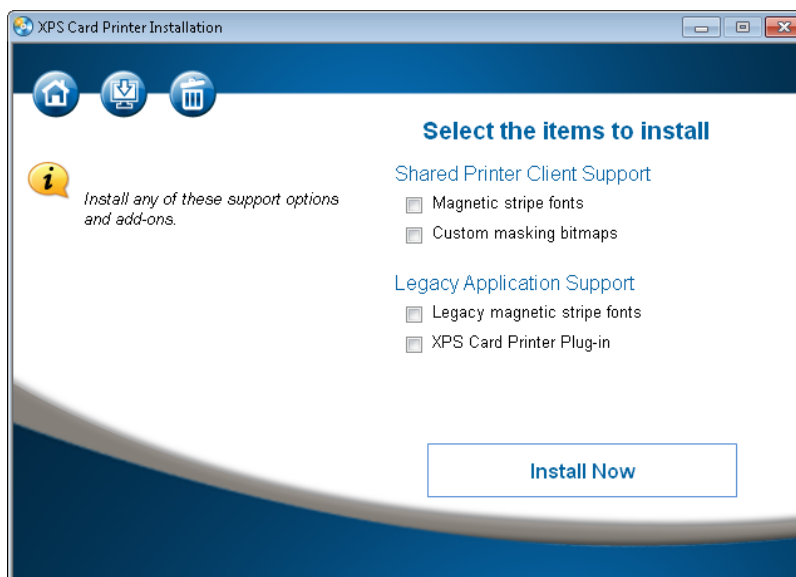 XPS Card Printer Installation
Select the items to install
Install any of these support options
and add-ons.
Shared Printer Client Support
Magnetic stripe fonts
Custom masking bitmaps
Legacy Application Support
Legacy magnetic stripe fonts
XPS Card Printer Plug-in
Install Now